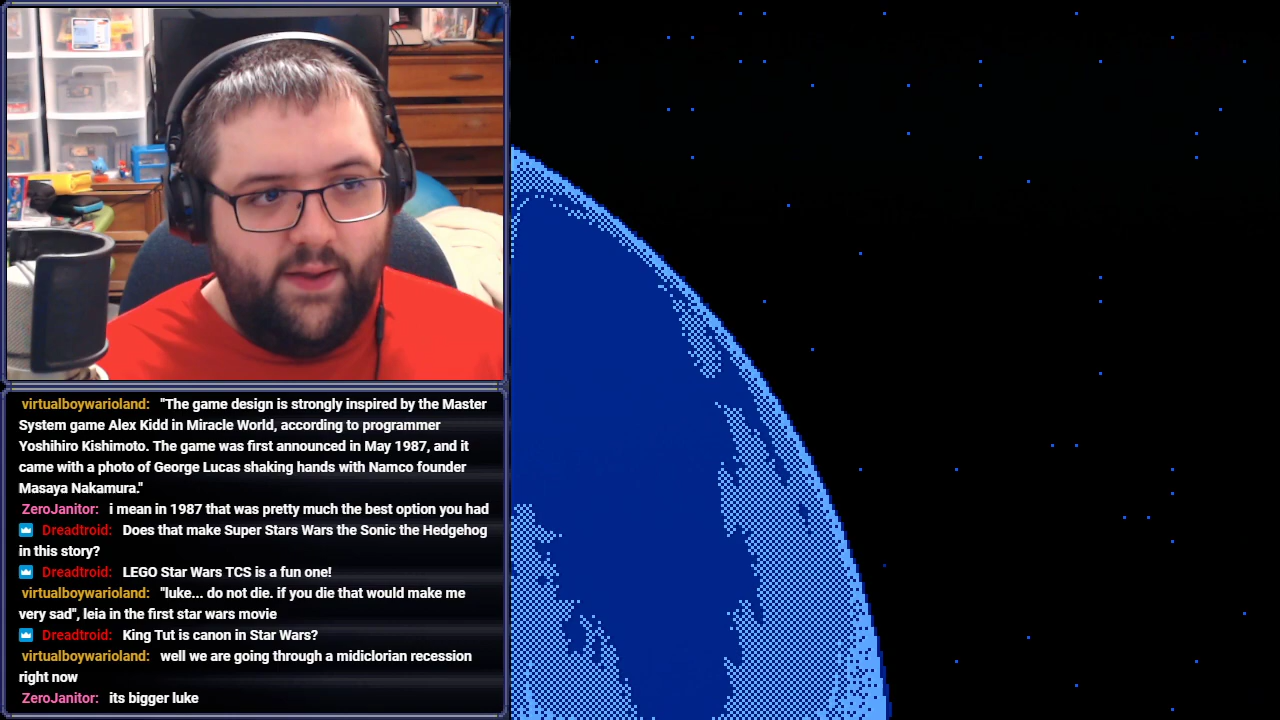 virtualboywarioland: "The game design is strongly inspired by the Master
System game Alex Kidd in Miracle World, according to programmer
Yoshihiro Kishimoto. The game was first announced in May 1987, and it
came with a photo of George Lucas shaking hands with Namco founder
Masaya Nakamura."
ZeroJanitor: i mean in 1987 that was pretty much the best option you had
Dreadtroid: Does that make Super Stars Wars the Sonic the Hedgehog
in this story?
Dreadtroid: LEGO Star Wars TCS is a fun one!
virtualboywarioland: "luke... do not die. if you die that would make me
very sad", leia in the first star wars movie
Dreadtroid: King Tut is canon in Star Wars?
virtualboywarioland: well we are going through a midiclorian recession
right now
ZeroJanitor: its bigger luke